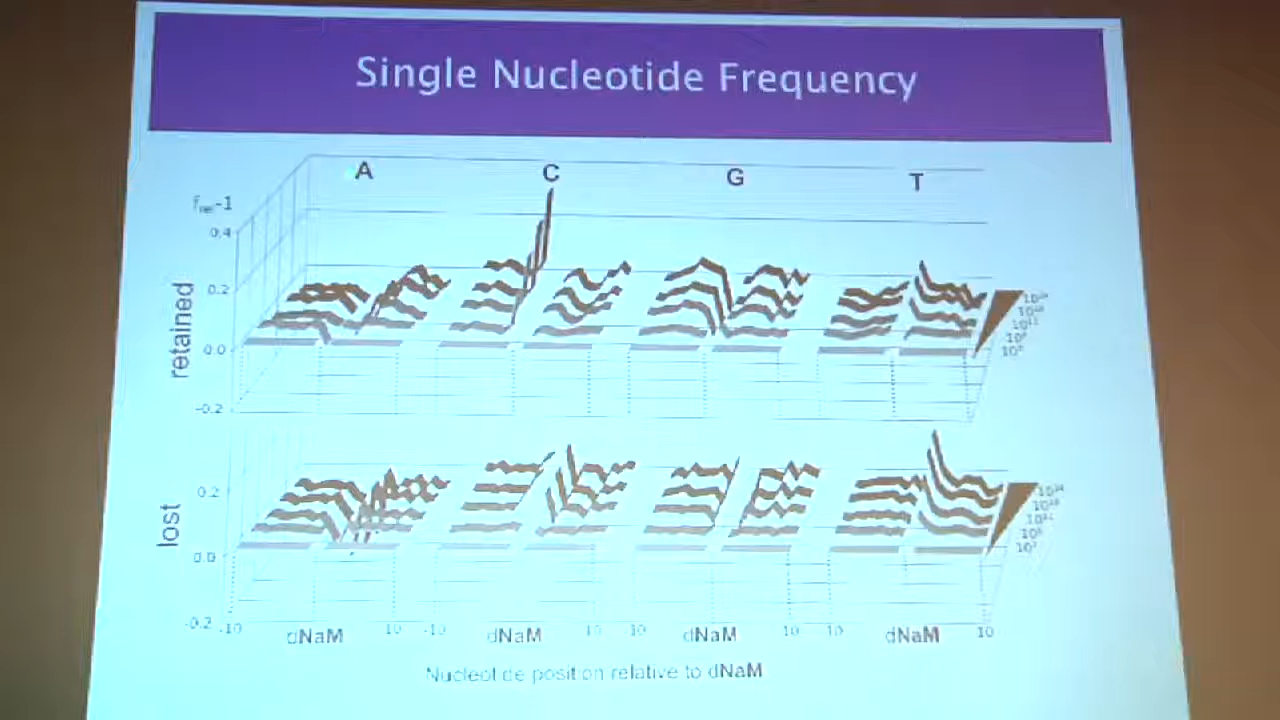 Single Nucleotide Frequency
A C G T
-1
0.4
0.2
0.0
-0.2
retained
lost
0.2
0.0
-0.2
-10 dNaM 10 -10 dNaM 10 10 dNaM 10 10 dNaM 10
Nucleotide position relative to dNaM